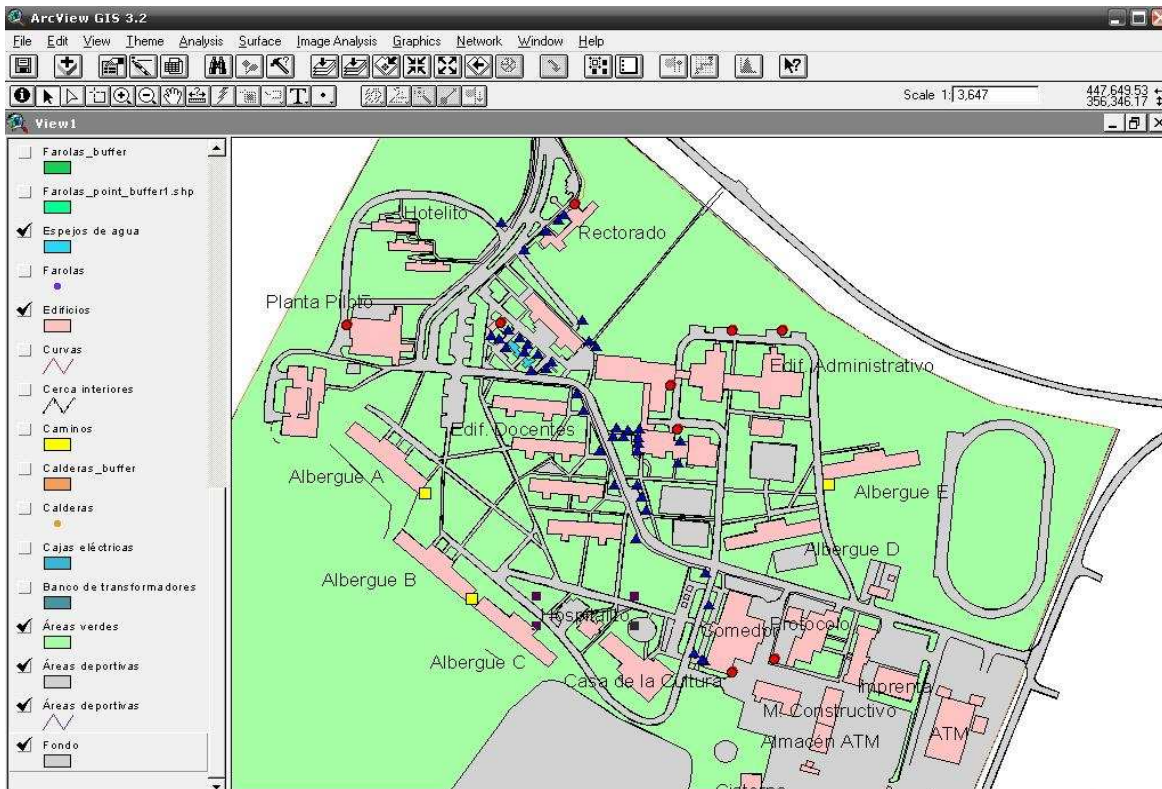 ArcView GIS 3.2
File Edit View Theme Analysis Surface Image Analysis Graphics Network Window Help
Scale 1: 3,647
447,649.53
356,346.17
View1
Farolas_buffer
Farolas_point_buffer1.shp
Espejos de agua
Farolas
Edificios
Curvas
Cerca interiores
Caminos
Calderas_buffer
Calderas
Cajas eléctricas
Banco de transformadores
Áreas verdes
Áreas deportivas
Áreas deportivas
Fondo
Hotelito
Rectorado
Planta Piloto
Edif. Administrativo
Edif. Docentes
Albergue A
Albergue E
Albergue D
Albergue B
Hospitalito
Comedor
Protocolo
Albergue C
Casa de la Cultura
Imprenta
M. Constructivo
ATM
Almacén ATM